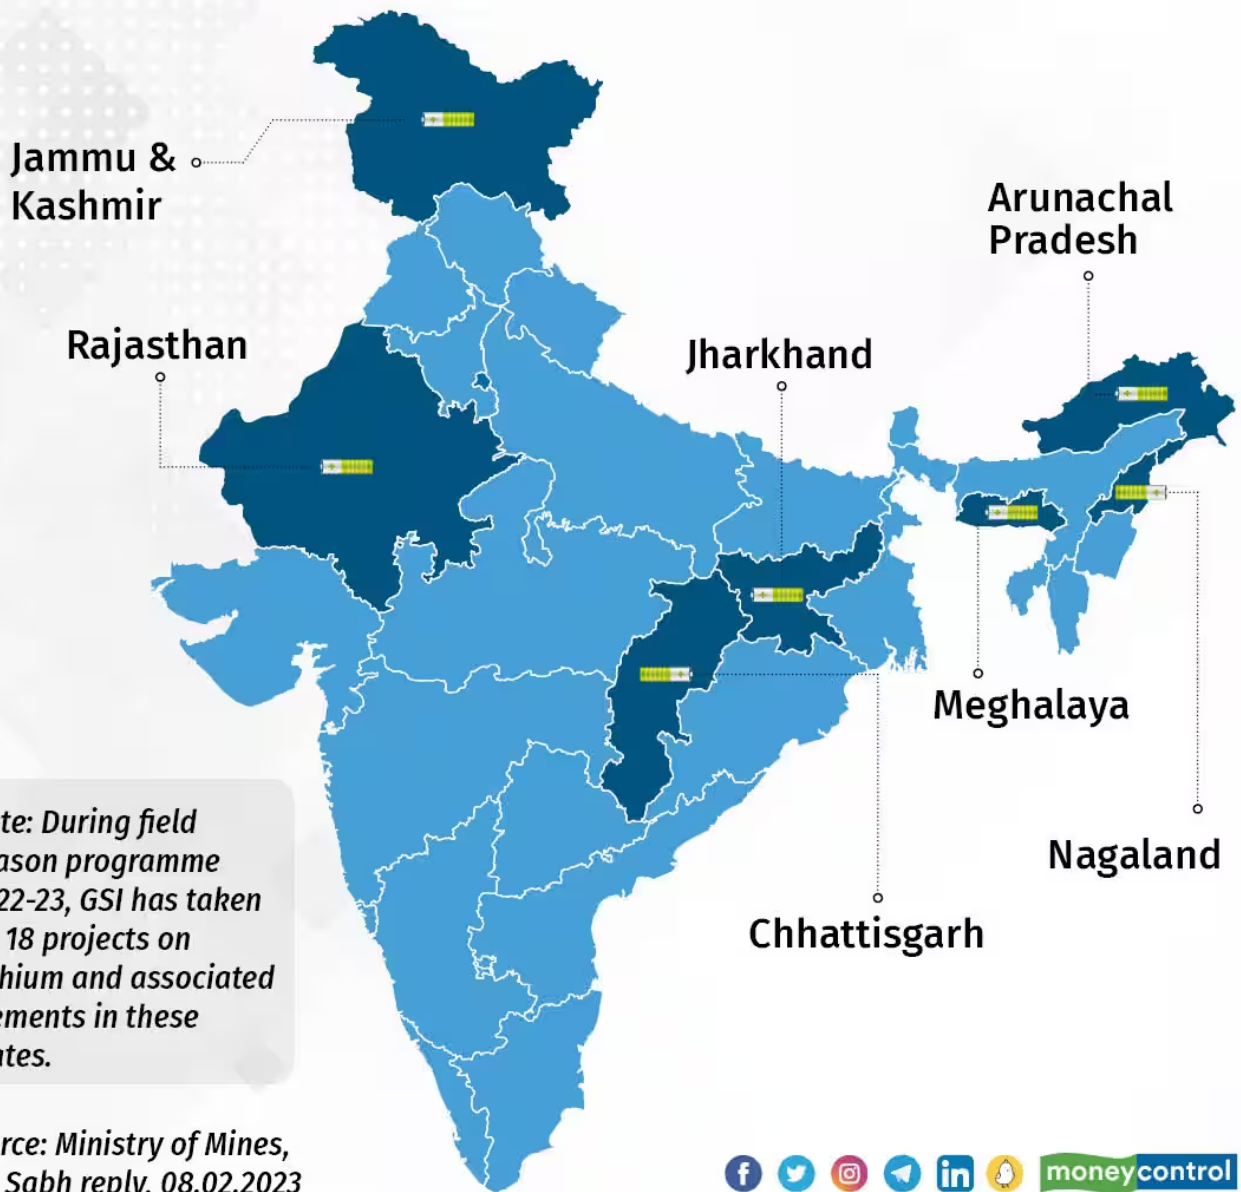 Jammu &
Kashmir
Arunachal
Pradesh
Rajasthan
Jharkhand
Meghalaya
Nagaland
Chhattisgarh
te: During field
ason programme
22-23, GSI has taken
18 projects on
hium and associated
ements in these
ates.
rce: Ministry of Mines,
Sabh reply, 08.02.2023
moneycontrol